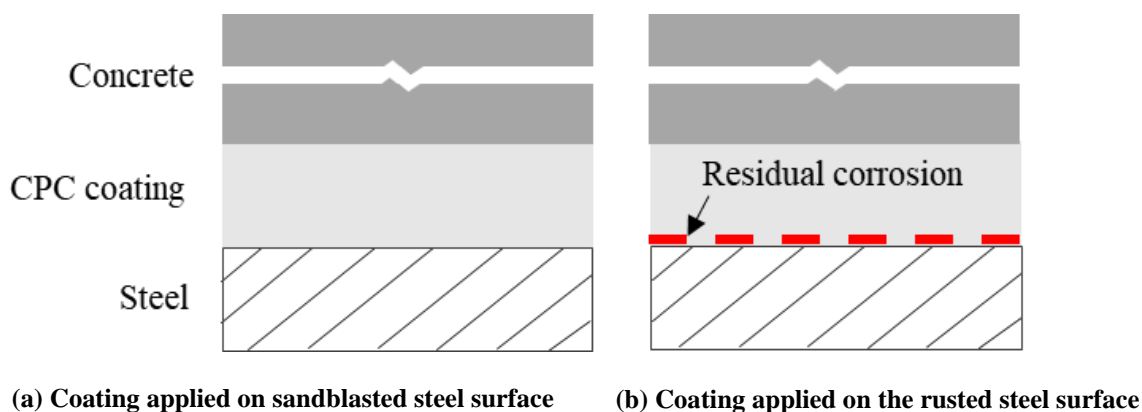 Concrete
CPC coating
Residual corrosion
Steel
(a) Coating applied on sandblasted steel surface
(b) Coating applied on the rusted steel surface